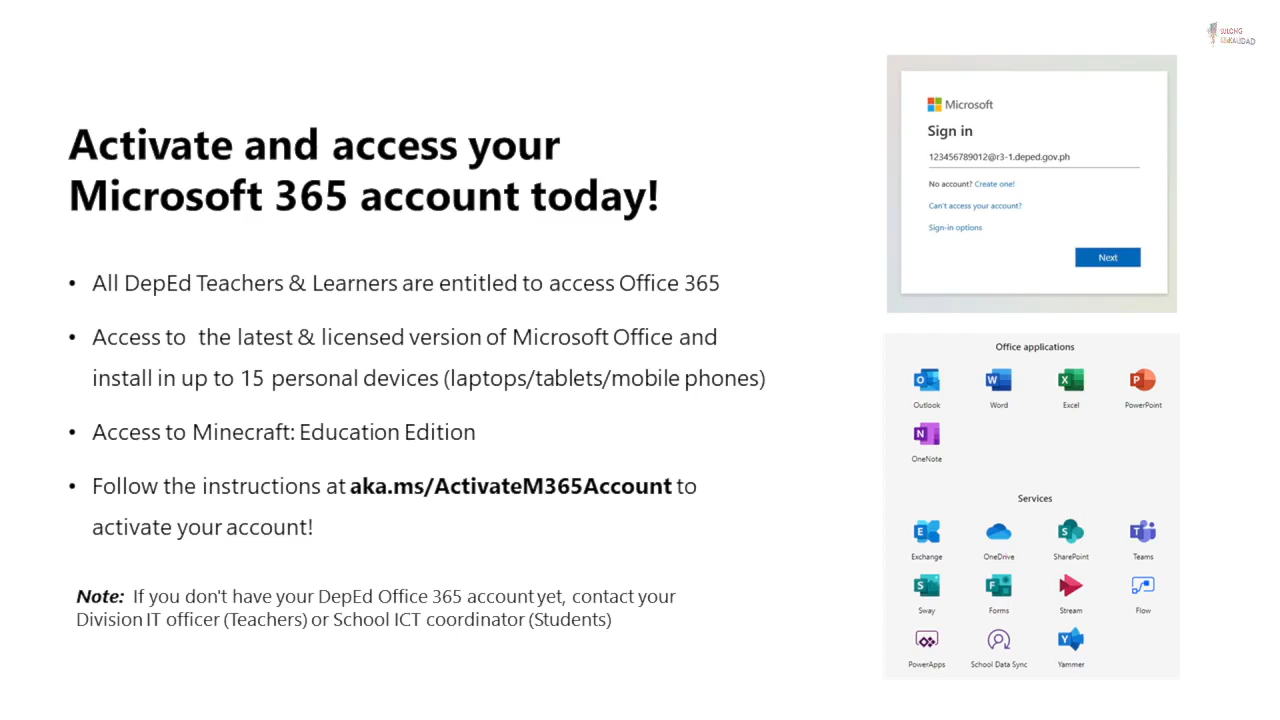 SULONG
EDUKALIDAD
Activate and access your
Microsoft 365 account today!
• All DepEd Teachers & Learners are entitled to access Office 365
• Access to the latest & licensed version of Microsoft Office and
install in up to 15 personal devices (laptops/tablets/mobile phones)
• Access to Minecraft: Education Edition
• Follow the instructions at aka.ms/ActivateM365Account to
activate your account!
Note: If you don't have your DepEd Office 365 account yet, contact your
Division IT officer (Teachers) or School ICT coordinator (Students)
Microsoft
Sign in
123456789012@r3-1.deped.gov.ph
No account? Create one!
Can't access your account?
Sign-in options
Next
Office applications
Outlook Word Excel PowerPoint
OneNote
Services
Exchange OneDrive SharePoint Teams
Sway Forms Stream Flow
PowerApps School Data Sync Yammer